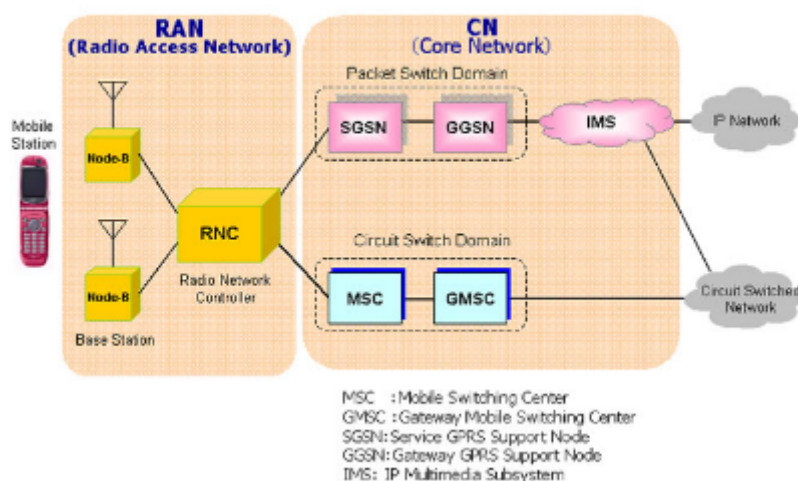 RAN
(Radio Access Network)
CN
(Core Network)
Packet Switch Domain
Mobile
Station
Node-B
SGSN
GGSN
IMS
IP Network
RNC
Radio Network
Controller
Circuit Switch Domain
Node-B
Base Station
MSC
GMSC
Circuit Switched
Network
MSC :Mobile Switching Center
GMSC:Gateway Mobile Switching Center
SGSN:Service GPRS Support Node
GGSN:Gateway GPRS Support Node
IMS: IP Multimedia Subsystem